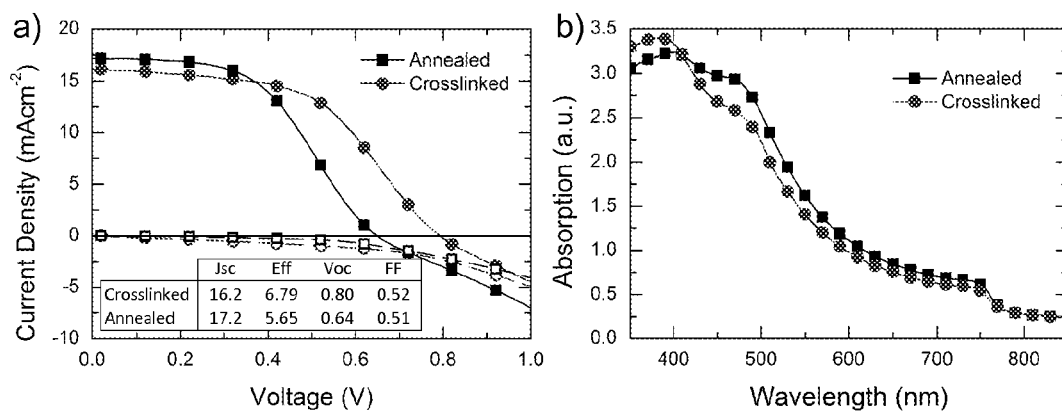 a)
Current Density (mAcm-2)
20
15
10
5
0
-5
-10
Annealed
Crosslinked
Jsc Eff Voc FF
Crosslinked 16.2 6.79 0.80 0.52
Annealed 17.2 5.65 0.64 0.51
0.0 0.2 0.4 0.6 0.8 1.0
Voltage (V)
b)
Absorption (a.u.)
3.5
3.0
2.5
2.0
1.5
1.0
0.5
0.0
Annealed
Crosslinked
400 500 600 700 800
Wavelength (nm)